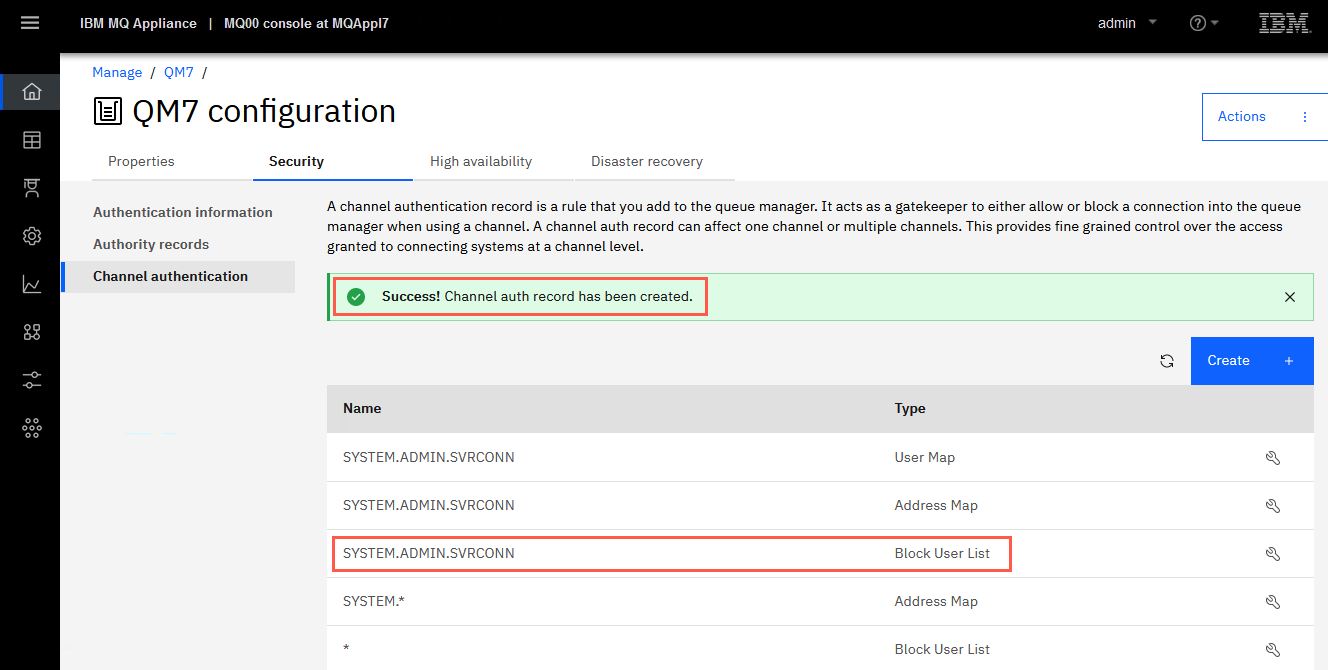 IBM MQ Appliance | MQ00 console at MQAppl7
admin
IBM.
Manage / QM7 /
QM7 configuration
Actions
Properties Security High availability Disaster recovery
Authentication information
Authority records
Channel authentication
A channel authentication record is a rule that you add to the queue manager. It acts as a gatekeeper to either allow or block a connection into the queue
manager when using a channel. A channel auth record can affect one channel or multiple channels. This provides fine grained control over the access
granted to connecting systems at a channel level.
Success! Channel auth record has been created.
Create +
Name Type
SYSTEM.ADMIN.SVRCONN User Map
SYSTEM.ADMIN.SVRCONN Address Map
SYSTEM.ADMIN.SVRCONN Block User List
SYSTEM.* Address Map
* Block User List